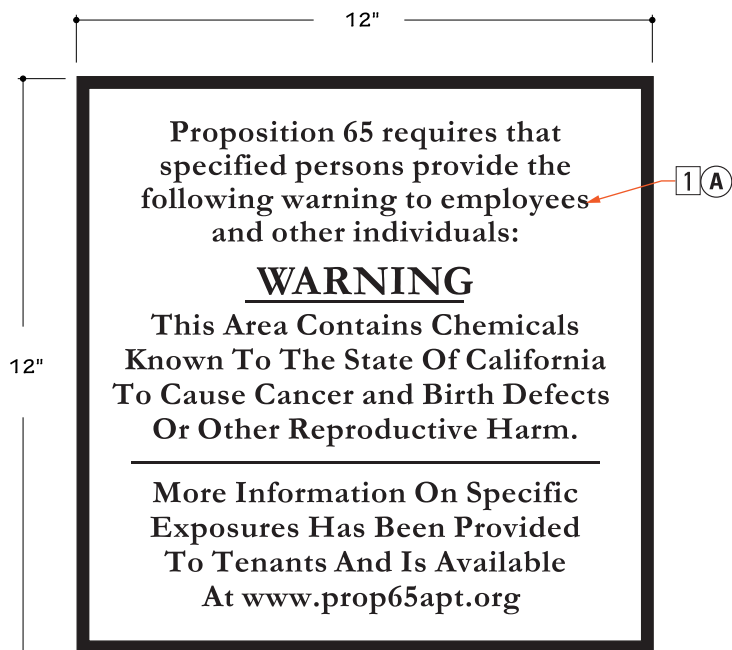 12"
Proposition 65 requires that
specified persons provide the
following warning to employees
1 A
and other individuals:
WARNING
This Area Contains Chemicals
12"
Known To The State Of California
To Cause Cancer and Birth Defects
Or Other Reproductive Harm.
More Information On Specific
Exposures Has Been Provided
To Tenants And Is Available
At www.prop65apt.org